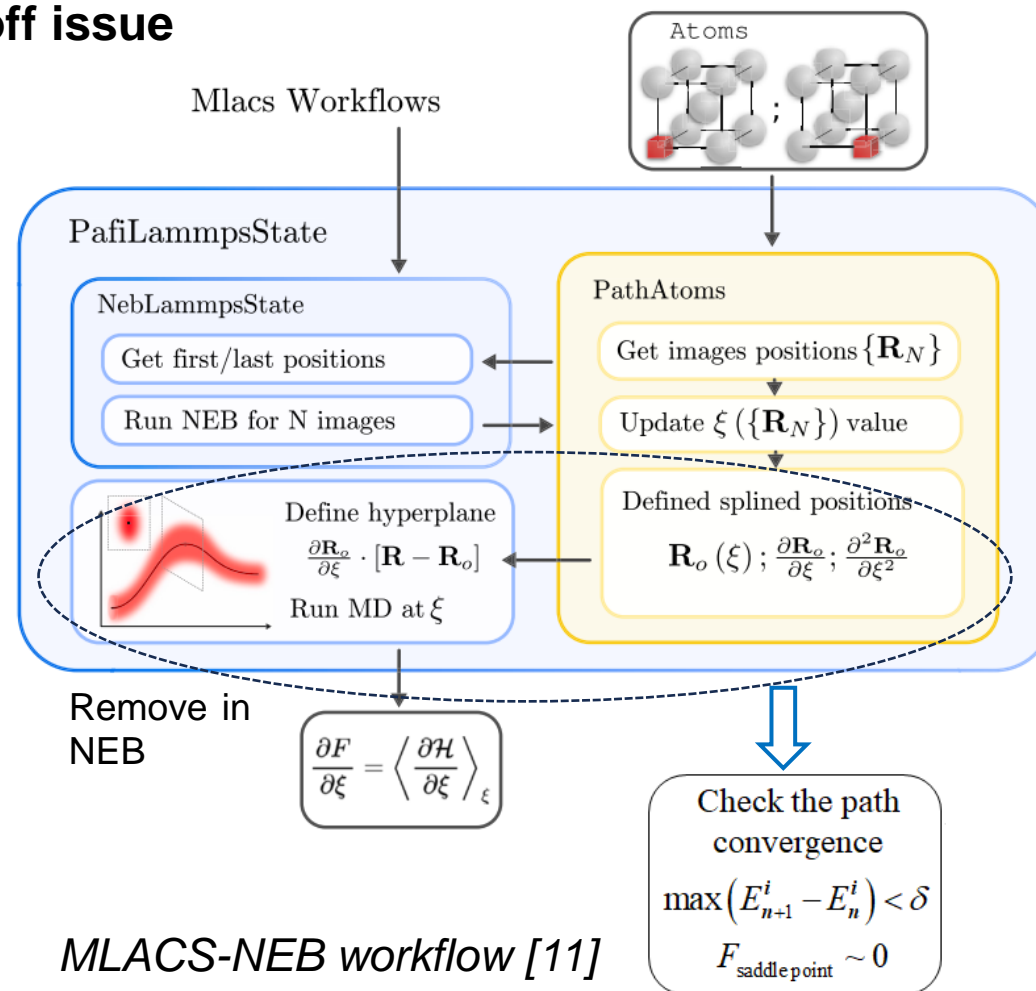 off issue
Atoms
;
Mlacs Workflows
PafiLammpsState
NebLammpsState
Get first/last positions
Run NEB for N images
PathAtoms
Get images positions {𝐑_N}
Update ξ ({𝐑_N}) value
Defined splined positions
𝐑_o (ξ) ; ∂𝐑_o/∂ξ ; ∂²𝐑_o/∂ξ²
Define hyperplane
∂𝐑_o/∂ξ · [𝐑 − 𝐑_o]
Run MD at ξ
Remove in
NEB
∂F/∂ξ = ⟨∂ℋ/∂ξ⟩_ξ
Check the path
convergence
max(E^i_{n+1} − E^i_n) < δ
F_{saddle point} ~ 0
MLACS-NEB workflow [11]